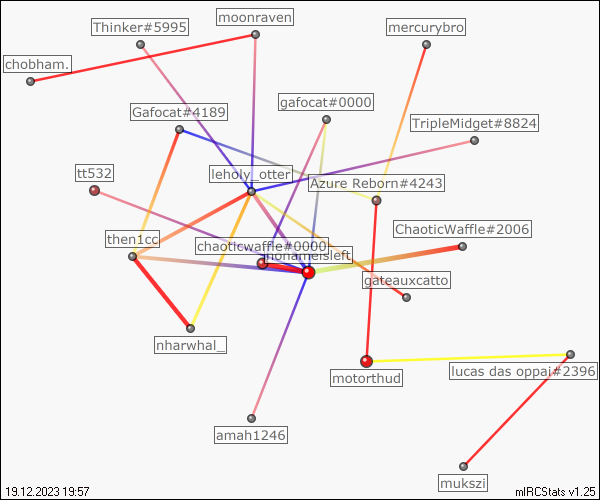 moonraven
Thinker#5995
mercurybro
chobham.
gafocat#0000
Gafocat#4189
TripleMidget#8824
tt532
leholy_otter
Azure Reborn#4243
ChaoticWaffle#2006
then1cc
chaoticwaffle#0000
nonameisleft
gateauxcatto
nharwhal_
motorthud
lucas das oppai#2396
amah1246
mukszi
19.12.2023 19:57
mIRCStats v1.25